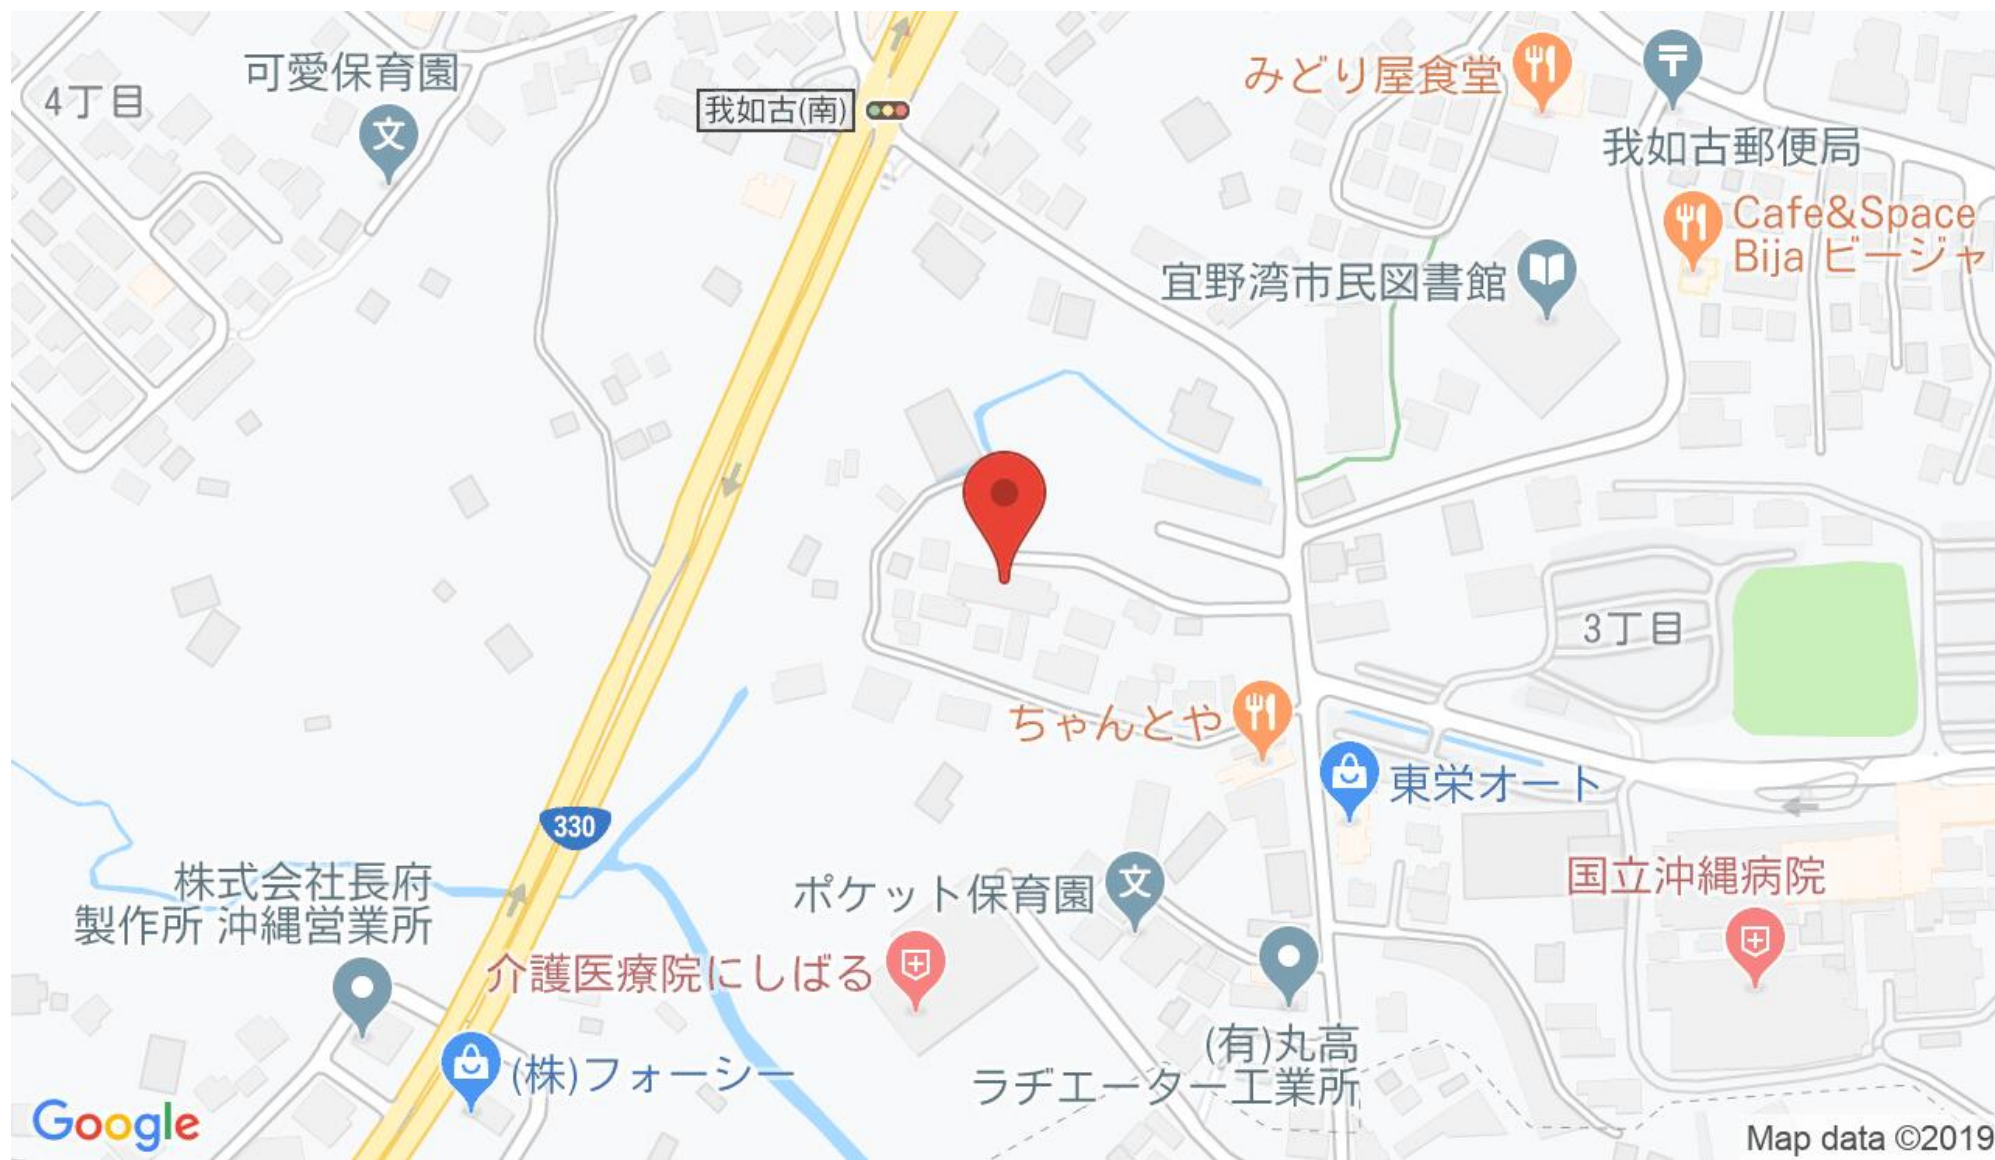 可愛保育園
4丁目
我如古(南)
みどり屋食堂
我如古郵便局
Cafe&Space
Bija ビージャ
宜野湾市民図書館
3丁目
ちゃんとや
東栄オート
330
株式会社長府
製作所 沖縄営業所
ポケット保育園
国立沖縄病院
介護医療院にしばる
(有)丸高
ラヂエーター工業所
(株)フォーシー
Google
Map data ©2019